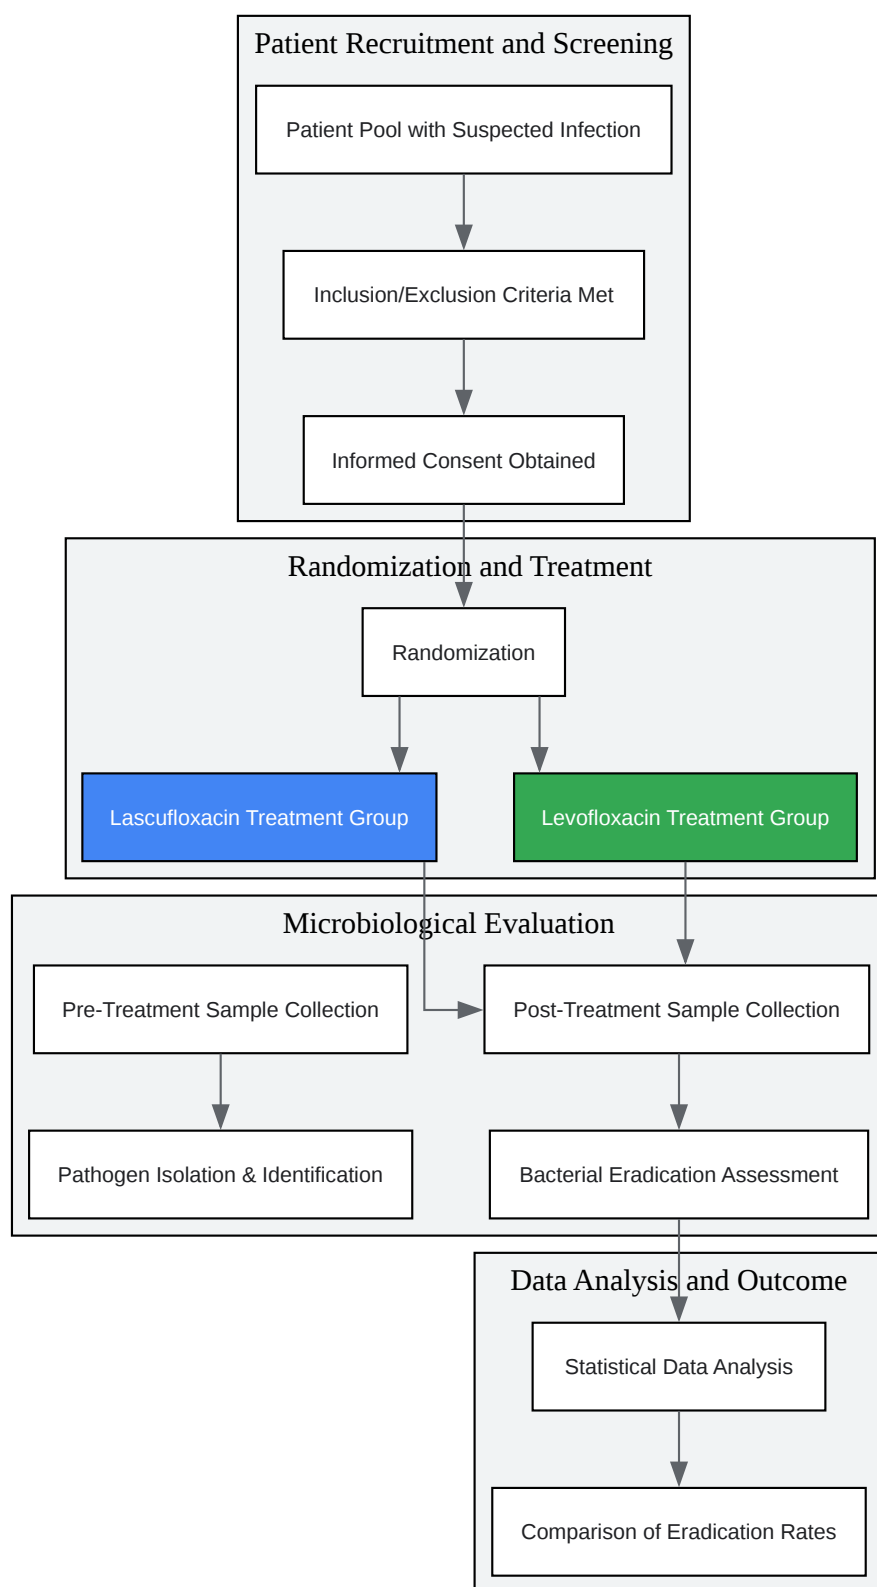 Patient Recruitment and Screening
Patient Pool with Suspected Infection
Inclusion/Exclusion Criteria Met
Informed Consent Obtained
Randomization and Treatment
Randomization
Lascufloxacin Treatment Group
Levofloxacin Treatment Group
Microbiological Evaluation
Pre-Treatment Sample Collection
Post-Treatment Sample Collection
Pathogen Isolation & Identification
Bacterial Eradication Assessment
Data Analysis and Outcome
Statistical Data Analysis
Comparison of Eradication Rates